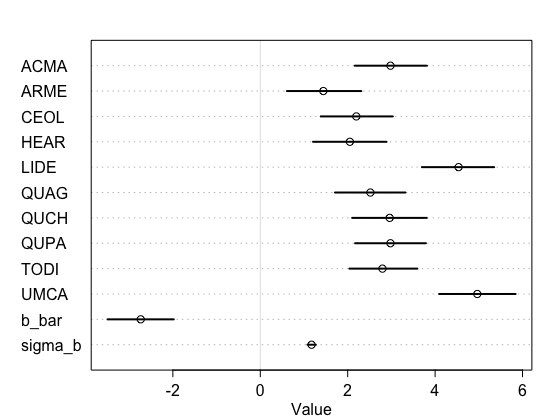 ACMA
ARME
CEOL
HEAR
LIDE
QUAG
QUCH
QUPA
TODI
UMCA
b_bar
sigma_b
-2 0 2 4 6
Value